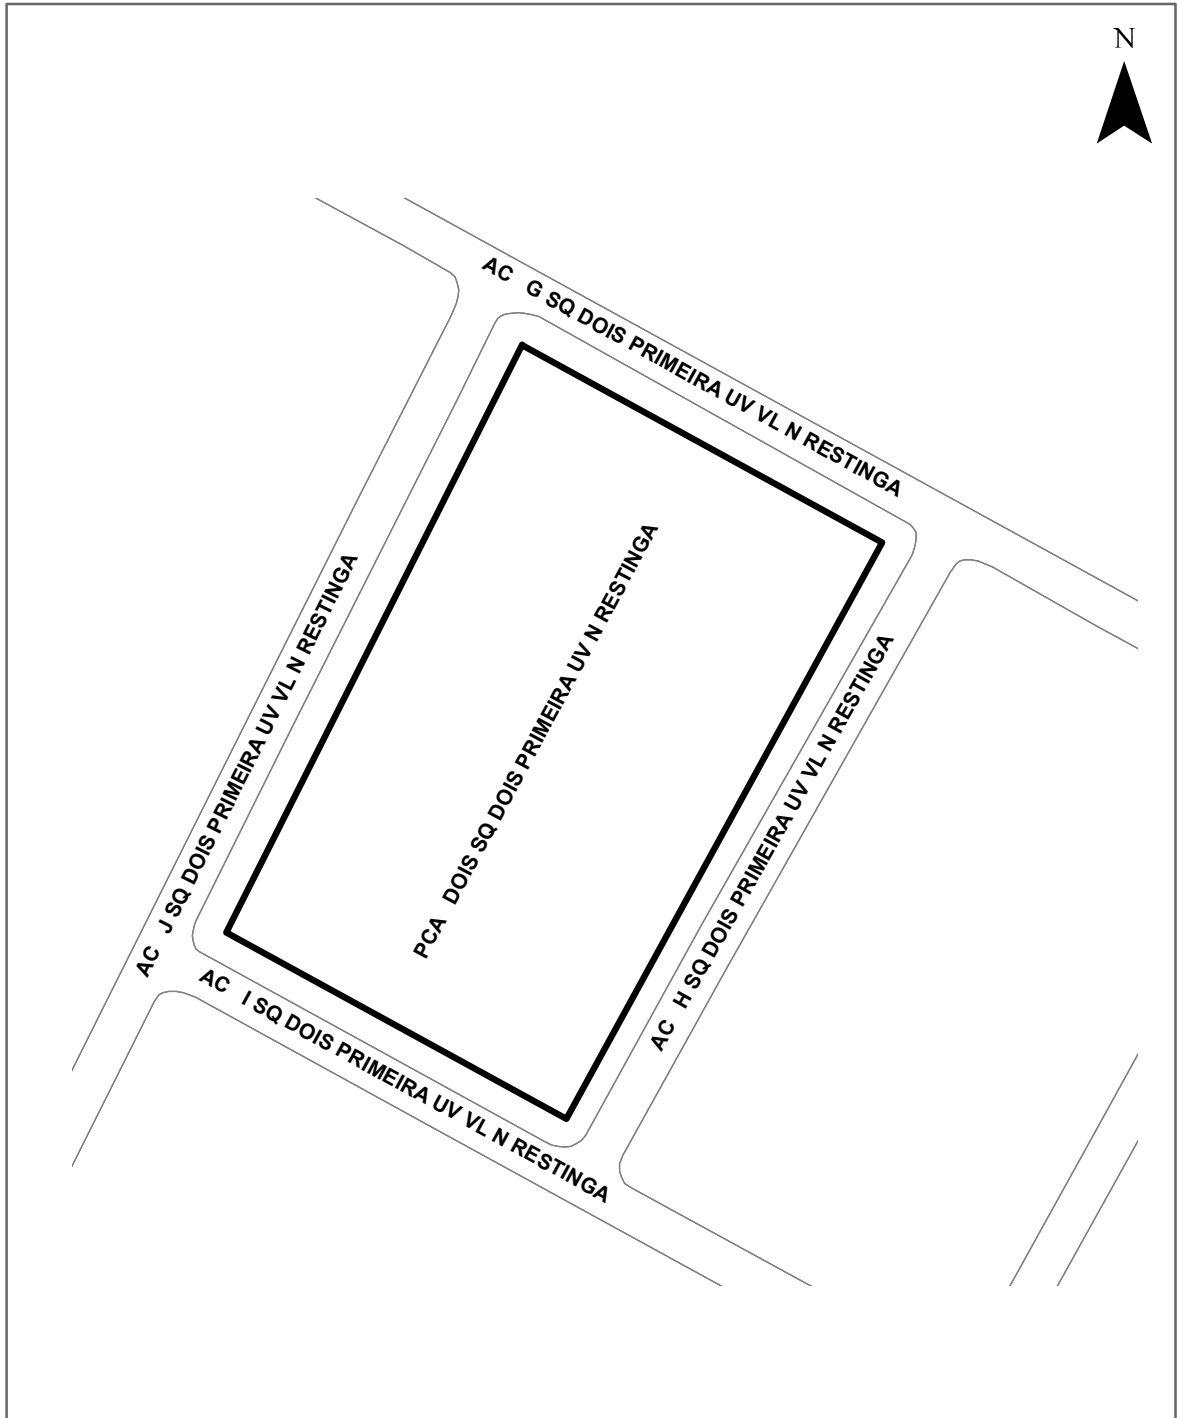 N
AC G SQ DOIS PRIMEIRA UV VL N RESTINGA
AC J SQ DOIS PRIMEIRA UV VL N RESTINGA
PCA DOIS SQ DOIS PRIMEIRA UV N RESTINGA
AC H SQ DOIS PRIMEIRA UV VL N RESTINGA
AC I SQ DOIS PRIMEIRA UV VL N RESTINGA